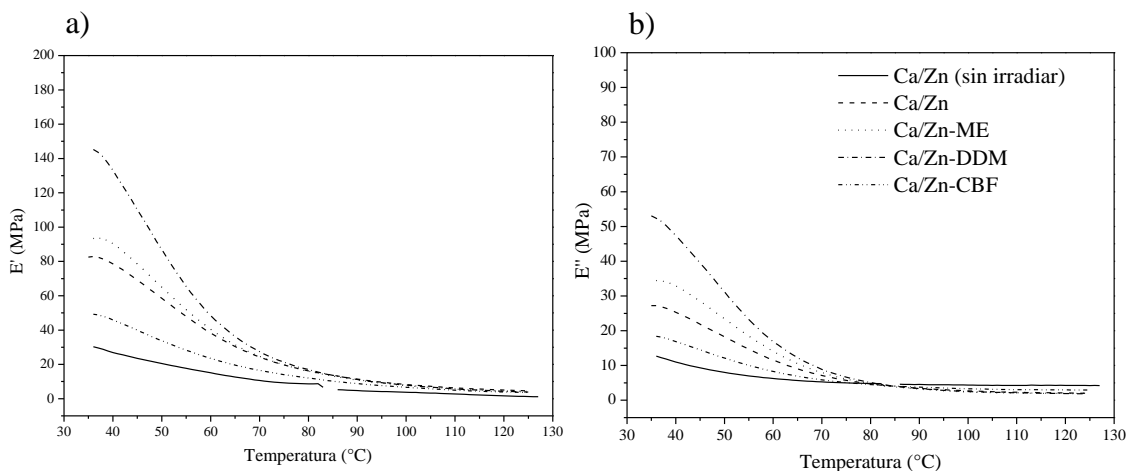 a)
200
180
160
140
120
100
80
60
40
20
0
E' (MPa)
30 40 50 60 70 80 90 100 110 120 130
Temperatura (°C)
b)
100
90
80
70
60
50
40
30
20
10
0
E'' (MPa)
30 40 50 60 70 80 90 100 110 120 130
Temperatura (°C)
Ca/Zn (sin irradiar)
Ca/Zn
Ca/Zn-ME
Ca/Zn-DDM
Ca/Zn-CBF